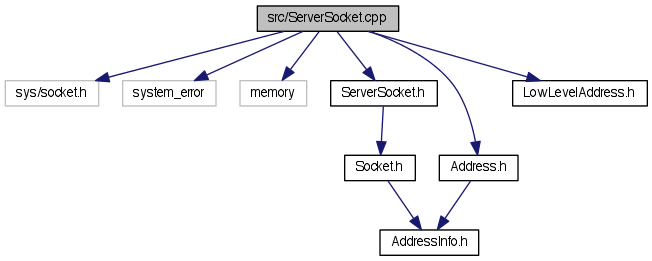 src/ServerSocket.cpp
sys/socket.h
system_error
memory
ServerSocket.h
LowLevelAddress.h
Socket.h
Address.h
AddressInfo.h